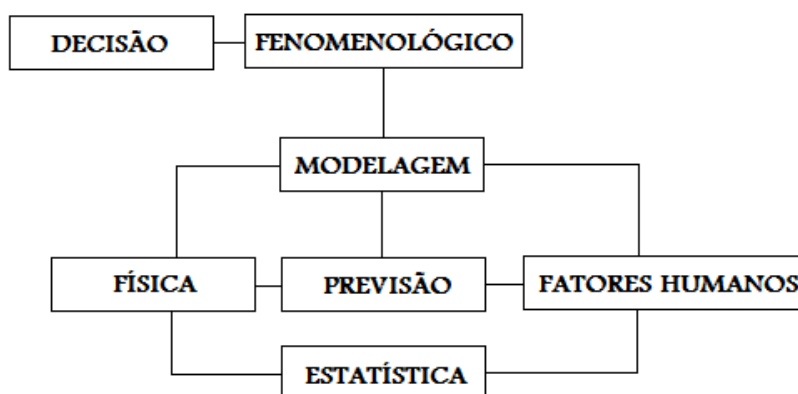 DECISÃO
FENOMENOLÓGICO
MODELAGEM
FÍSICA
PREVISÃO
FATORES HUMANOS
ESTATÍSTICA